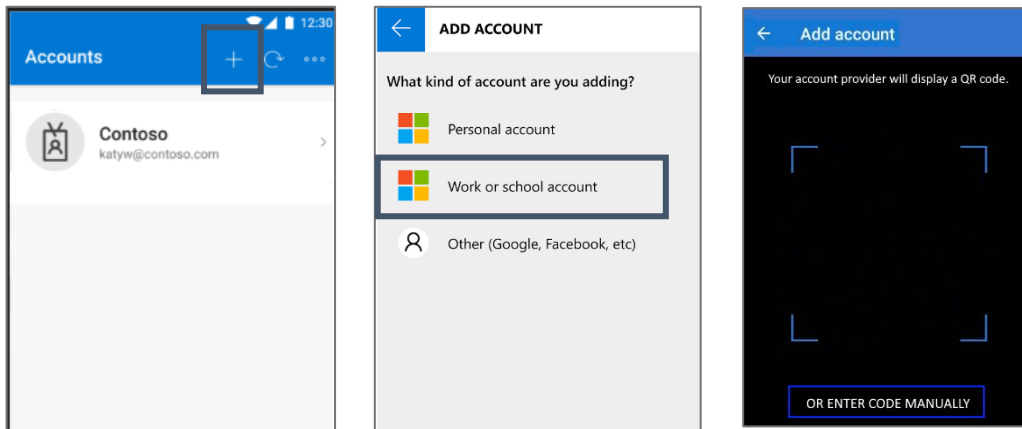 12:30
Accounts
Contoso
katyw@contoso.com
ADD ACCOUNT
What kind of account are you adding?
Personal account
Work or school account
Other (Google, Facebook, etc)
Add account
Your account provider will display a QR code.
OR ENTER CODE MANUALLY